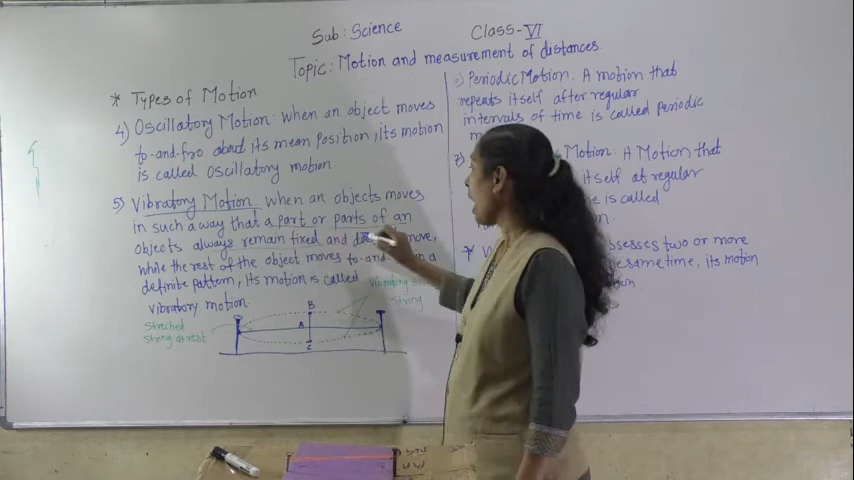 Sub: Science
Class-VI
Topic: Motion and measurement of distances.
* Types of Motion
4) Oscillatory Motion: when an object moves
to-and-fro about its mean position, its motion
is called oscillatory motion.
5) Vibratory Motion: when an objects moves
in such a way that a part or parts of an
objects always remain fixed and move,
while the rest of the object moves to-and- in a
definite pattern, its motion is called
vibratory motion.
Streched
string at rest
B
A
C
Vibrating
string
Periodic Motion: A motion that
repeats itself after regular
intervals of time is called periodic
Motion: A Motion that
itself at regular
is called
* 
sesses two or more
same time, its motion